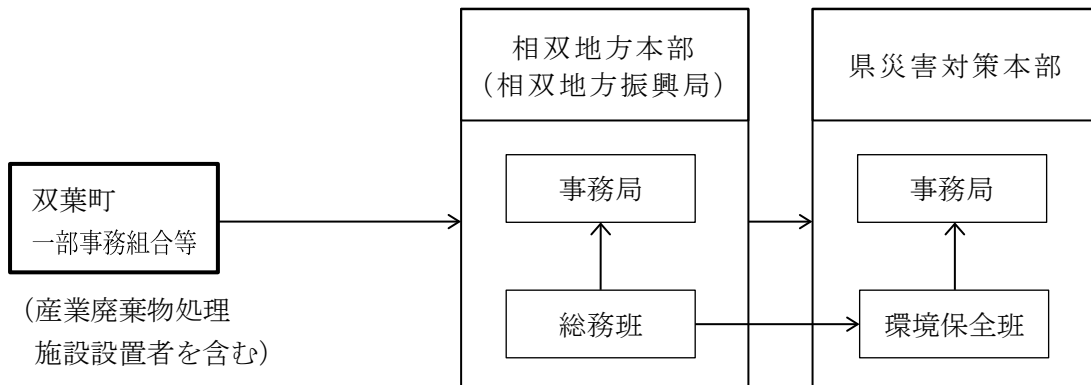 双葉町
一部事務組合等
(産業廃棄物処理
施設設置者を含む)
相双地方本部
(相双地方振興局)
事務局
総務班
県災害対策本部
事務局
環境保全班